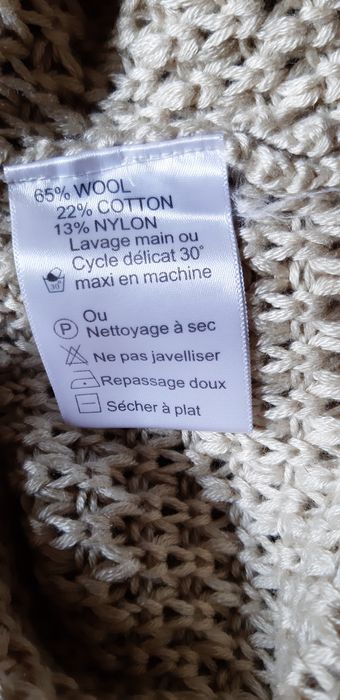 65% WOOL
22% COTTON
13% NYLON
Lavage main ou
Cycle délicat 30°
30° maxi en machine
Ou
P Nettoyage à sec
Ne pas javelliser
Repassage doux
Sécher à plat